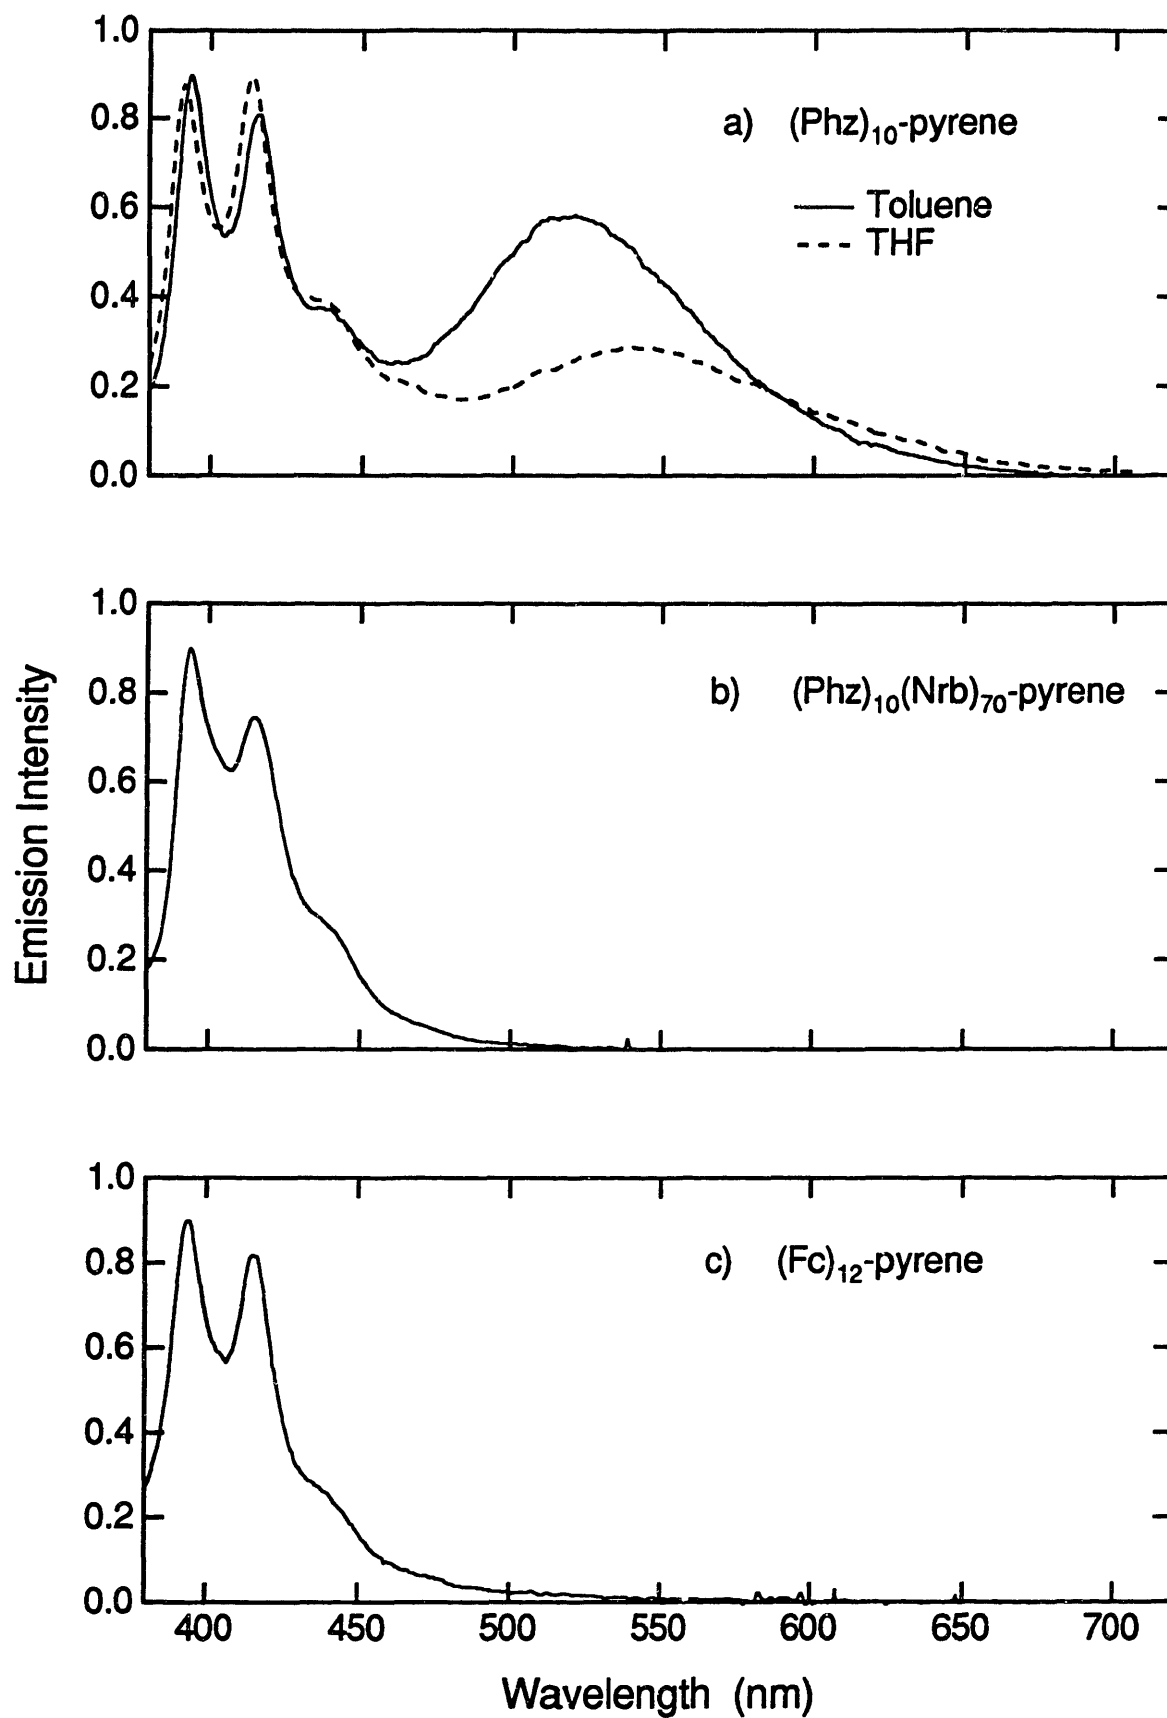 1.0
0.8
0.6
0.4
0.2
0.0
a) (Phz)₁₀-pyrene
Toluene
THF
1.0
0.8
0.6
0.4
0.2
0.0
b) (Phz)₁₀(Nrb)₇₀-pyrene
Emission Intensity
1.0
0.8
0.6
0.4
0.2
0.0
c) (Fc)₁₂-pyrene
400 450 500 550 600 650 700
Wavelength (nm)